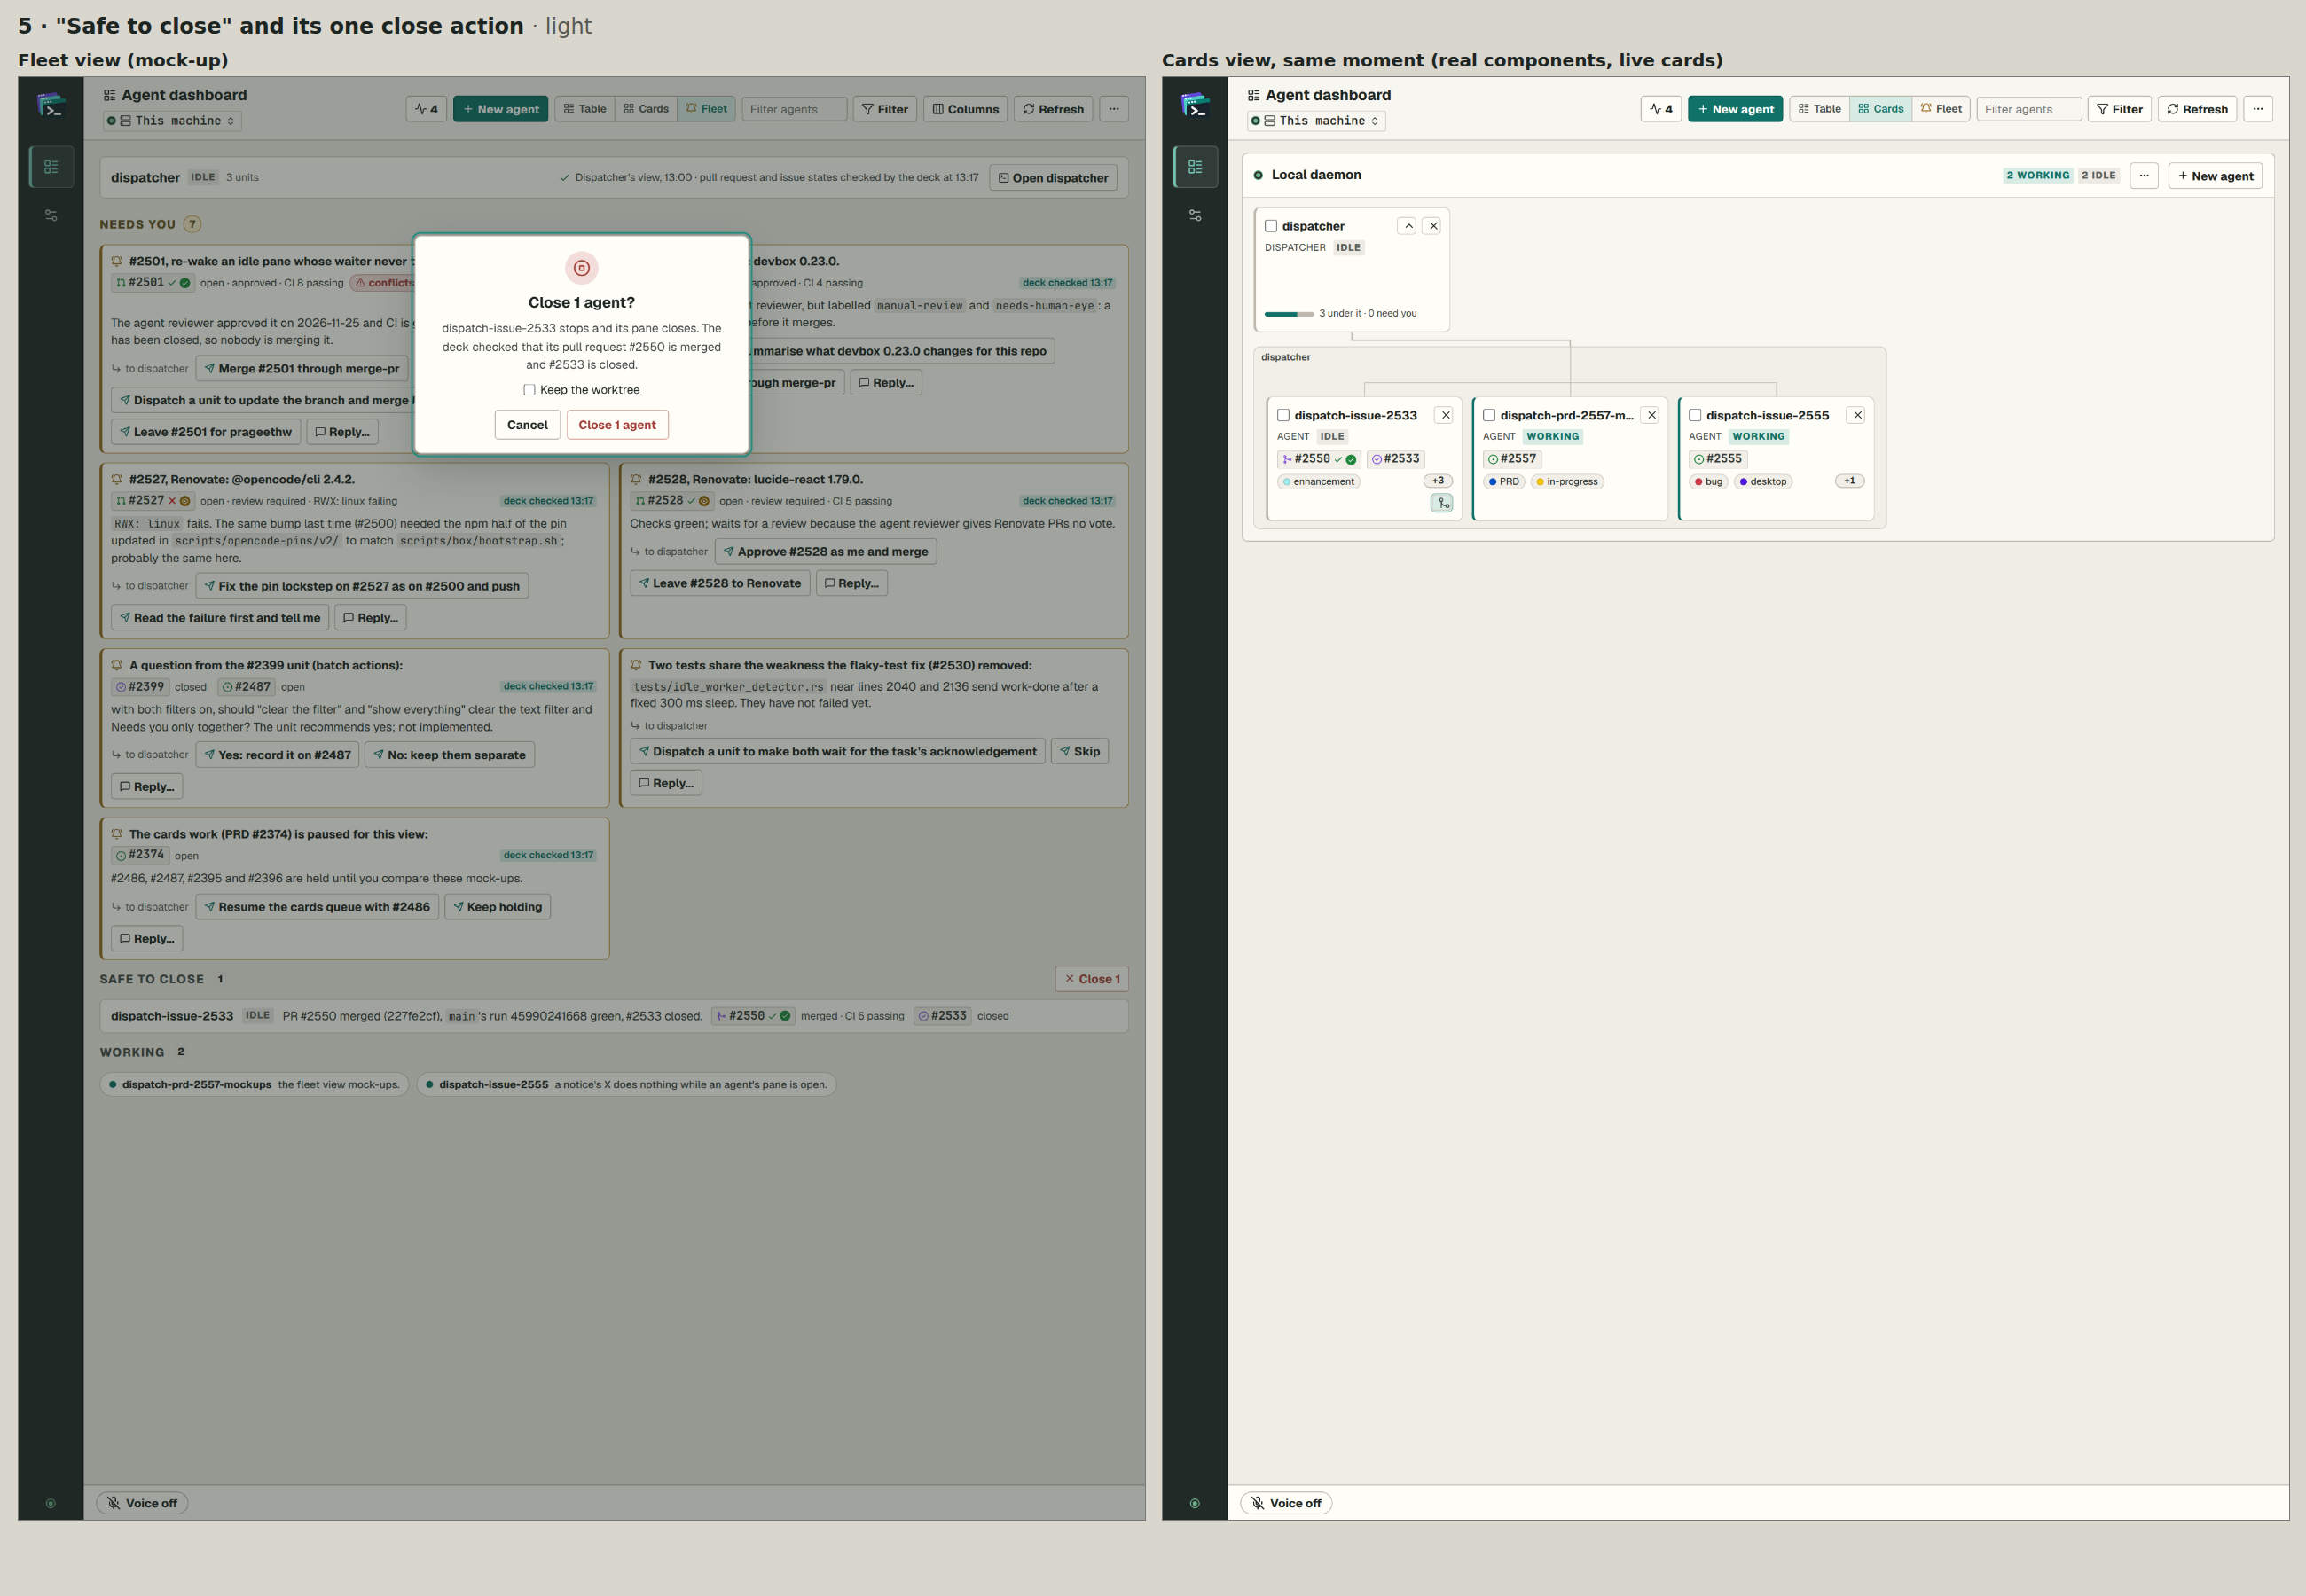 5 · "Safe to close" and its one close action · light
Fleet view (mock-up)
Agent dashboard
This machine
4
New agent
Table
Cards
Fleet
Filter agents
Filter
Columns
Refresh
dispatcher IDLE 3 units
Dispatcher's view, 13:00 · pull request and issue states checked by the deck at 13:17
Open dispatcher
NEEDS YOU 7
#2501, re-wake an idle pane whose waiter never
#2501 open · approved · CI 8 passing
The agent reviewer approved it on 2026-11-25 and CI is
has been closed, so nobody is merging it.
to dispatcher Merge #2501 through merge-pr
Dispatch a unit to update the branch and merge
Leave #2501 for prageethw Reply...
devbox 0.23.0.
approved · CI 4 passing deck checked 13:17
reviewer, but labelled manual-review and needs-human-eye: a
before it merges.
what devbox 0.23.0 changes for this repo
merge-pr Reply...
Close 1 agent?
dispatch-issue-2533 stops and its pane closes. The
deck checked that its pull request #2550 is merged
and #2533 is closed.
Keep the worktree
Cancel Close 1 agent
#2527, Renovate: @opencode/cli 2.4.2.
#2527 open · review required · RWX: linux failing deck checked 13:17
RWX: linux fails. The same bump last time (#2500) needed the npm half of the pin
updated in scripts/opencode-pins/v2/ to match scripts/box/bootstrap.sh;
probably the same here.
to dispatcher Fix the pin lockstep on #2527 as on #2500 and push
Read the failure first and tell me Reply...
#2528, Renovate: lucide-react 1.79.0.
#2528 open · review required · CI 5 passing deck checked 13:17
Checks green; waits for a review because the agent reviewer gives Renovate PRs no vote.
to dispatcher Approve #2528 as me and merge
Leave #2528 to Renovate Reply...
A question from the #2399 unit (batch actions):
#2399 closed #2487 open deck checked 13:17
with both filters on, should "clear the filter" and "show everything" clear the text filter and
Needs you only together? The unit recommends yes; not implemented.
to dispatcher Yes: record it on #2487 No: keep them separate
Reply...
Two tests share the weakness the flaky-test fix (#2530) removed:
tests/idle_worker_detector.rs near lines 2040 and 2136 send work-done after a
fixed 300 ms sleep. They have not failed yet.
to dispatcher
Dispatch a unit to make both wait for the task's acknowledgement Skip
Reply...
The cards work (PRD #2374) is paused for this view:
#2374 open deck checked 13:17
#2486, #2487, #2395 and #2396 are held until you compare these mock-ups.
to dispatcher Resume the cards queue with #2486 Keep holding
Reply...
SAFE TO CLOSE 1 Close 1
dispatch-issue-2533 IDLE PR #2550 merged (227fe2cf), main's run 45990241668 green, #2533 closed. #2550 merged · CI 6 passing #2533 closed
WORKING 2
dispatch-prd-2557-mockups the fleet view mock-ups. dispatch-issue-2555 a notice's X does nothing while an agent's pane is open.
Voice off
Cards view, same moment (real components, live cards)
Agent dashboard
This machine
4
New agent
Table
Cards
Fleet
Filter agents
Filter
Refresh
Local daemon 2 WORKING 2 IDLE New agent
dispatcher
DISPATCHER IDLE
3 under it · 0 need you
dispatcher
dispatch-issue-2533
AGENT IDLE
#2550 #2533
enhancement +3
dispatch-prd-2557-m...
AGENT WORKING
#2557
PRD in-progress
dispatch-issue-2555
AGENT WORKING
#2555
bug desktop +1
Voice off